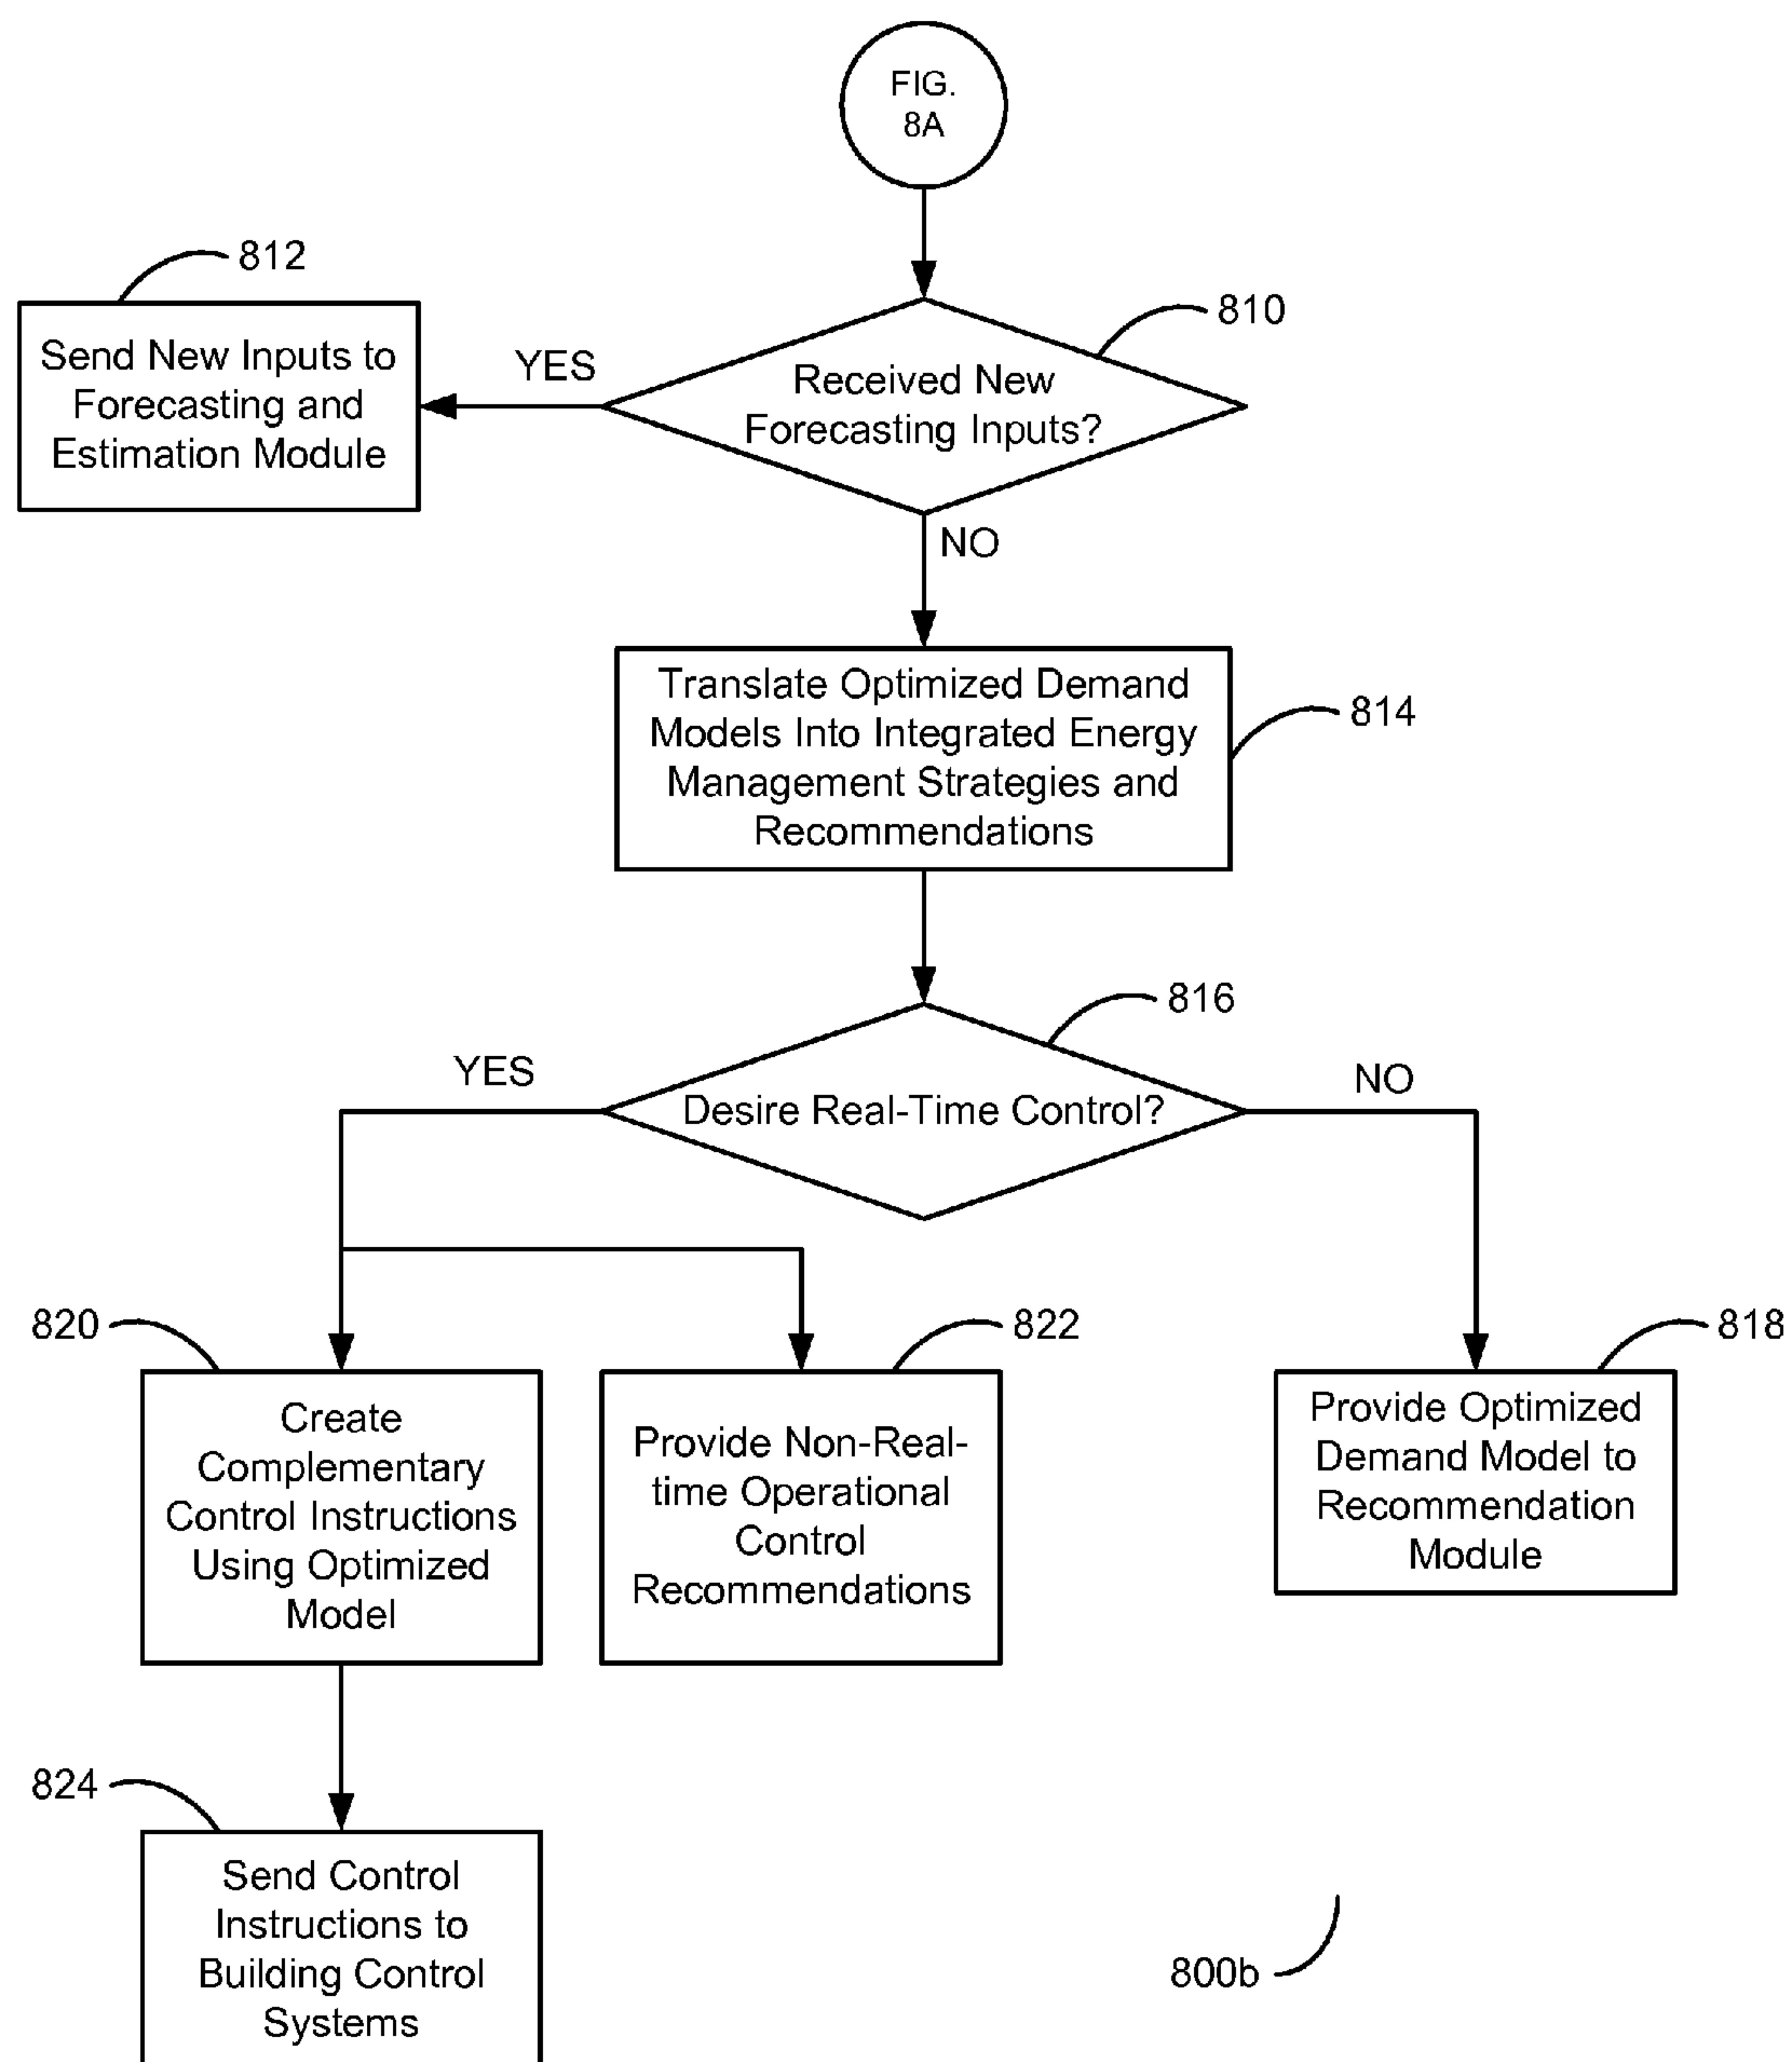 FIG.
8A
812
810
Send New Inputs to
Forecasting and
Estimation Module
YES
Received New
Forecasting Inputs?
NO
Translate Optimized Demand
Models Into Integrated Energy
Management Strategies and
Recommendations
814
816
YES
Desire Real-Time Control?
NO
820
822
818
Create
Complementary
Control Instructions
Using Optimized
Model
Provide Non-Real-
time Operational
Control
Recommendations
Provide Optimized
Demand Model to
Recommendation
Module
824
Send Control
Instructions to
Building Control
Systems
800b